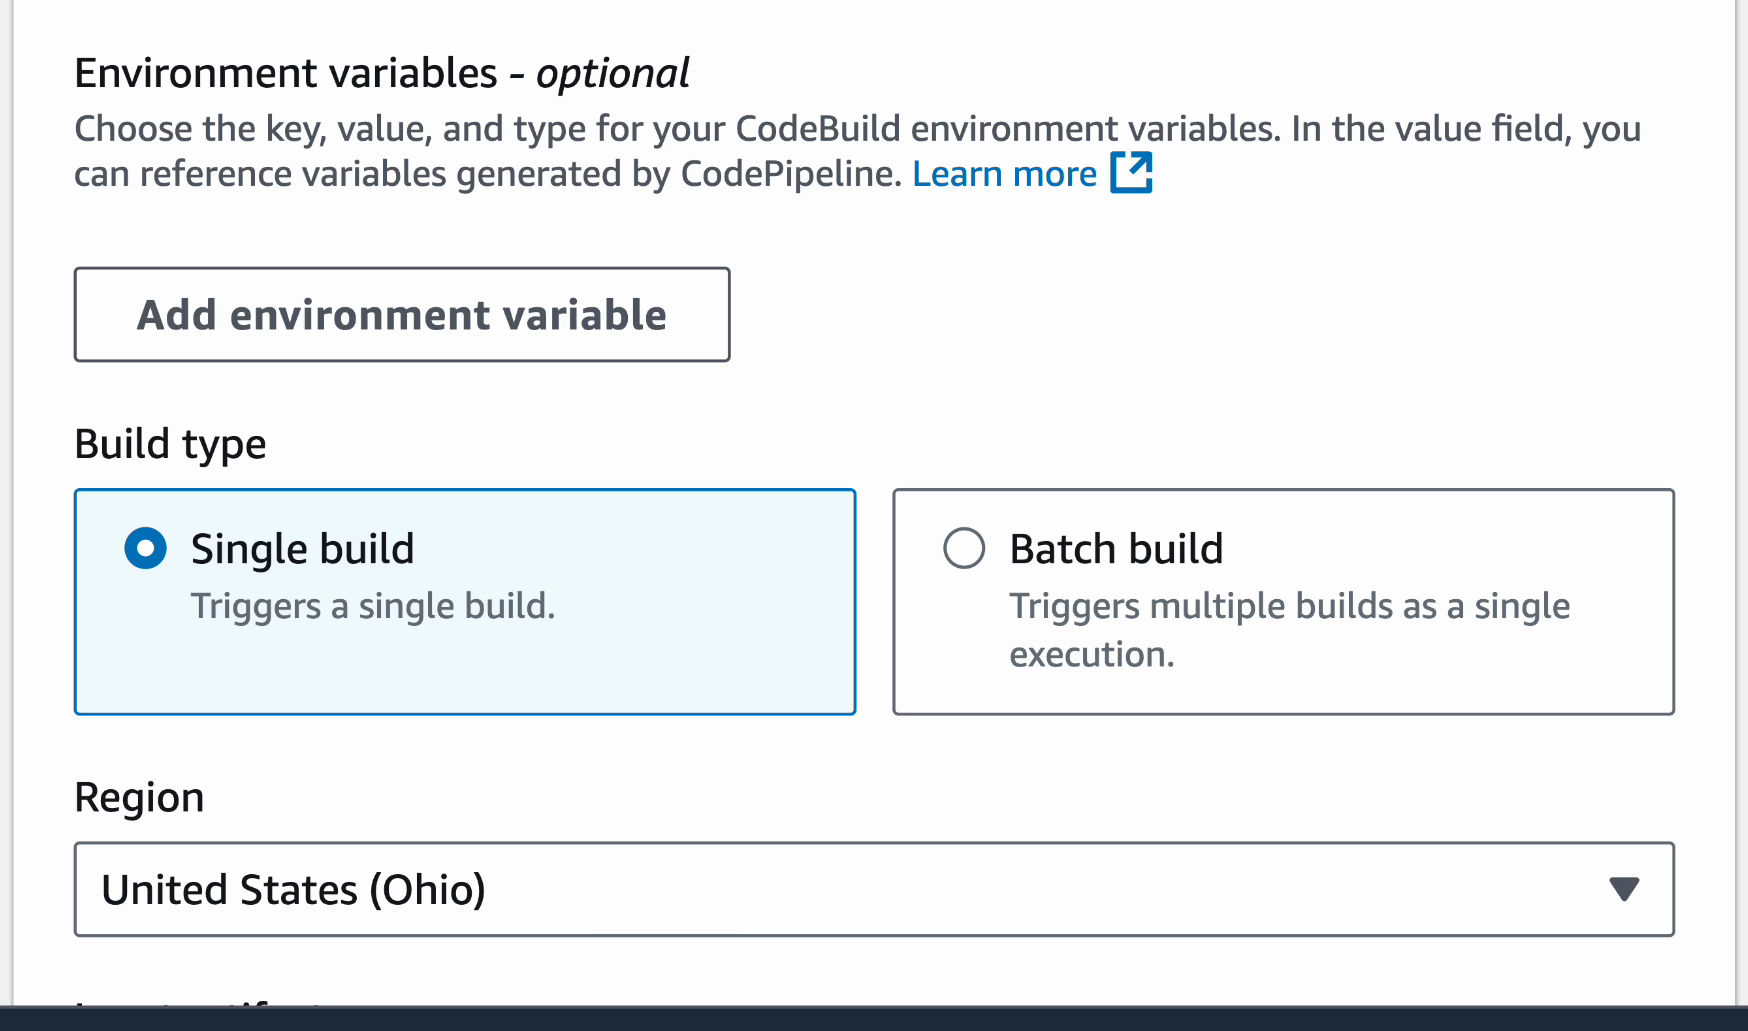 Environment variables - optional
Choose the key, value, and type for your CodeBuild environment variables. In the value field, you
can reference variables generated by CodePipeline. Learn more
Add environment variable
Build type
Single build
Triggers a single build.
Batch build
Triggers multiple builds as a single
execution.
Region
United States (Ohio)